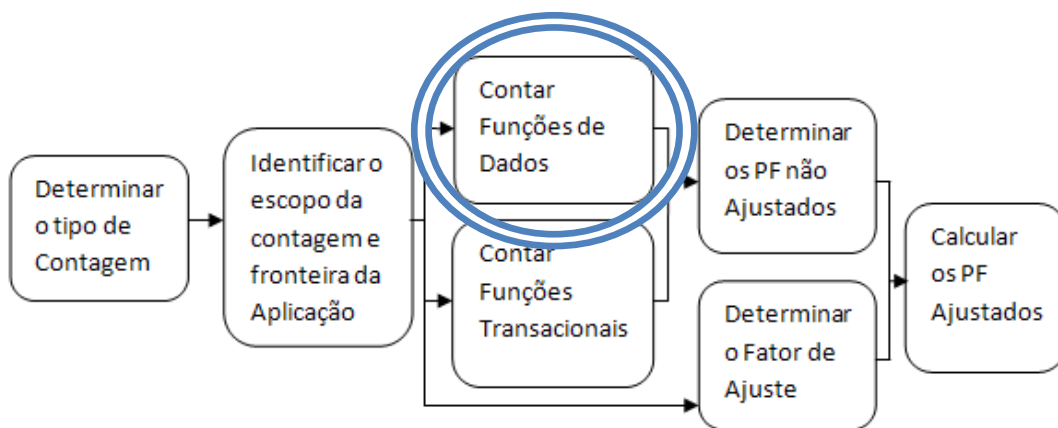 Determinar
o tipo de
Contagem
Identificar o
escopo da
contagem e
fronteira da
Aplicação
Contar
Funções de
Dados
Contar
Funções
Transacionais
Determinar
os PF não
Ajustados
Determinar
o Fator de
Ajuste
Calcular
os PF
Ajustados